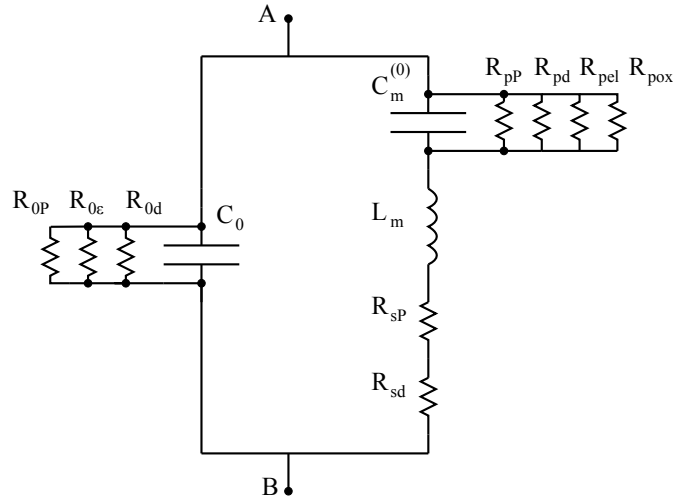 A
C_m^(0)
R_pP R_pd R_pel R_pox
R_0P R_0ε R_0d C_0
L_m
R_sP
R_sd
B